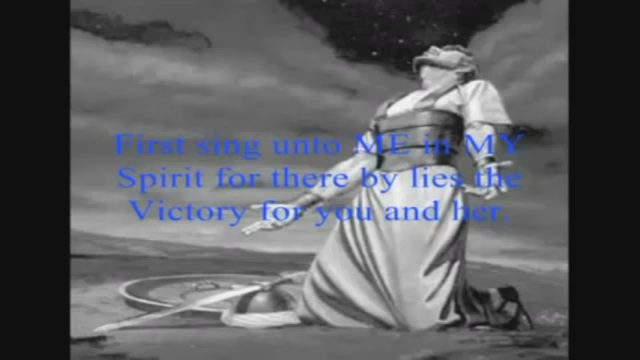 First sing unto ME in MY
Spirit for there by lies the
Victory for you and her.